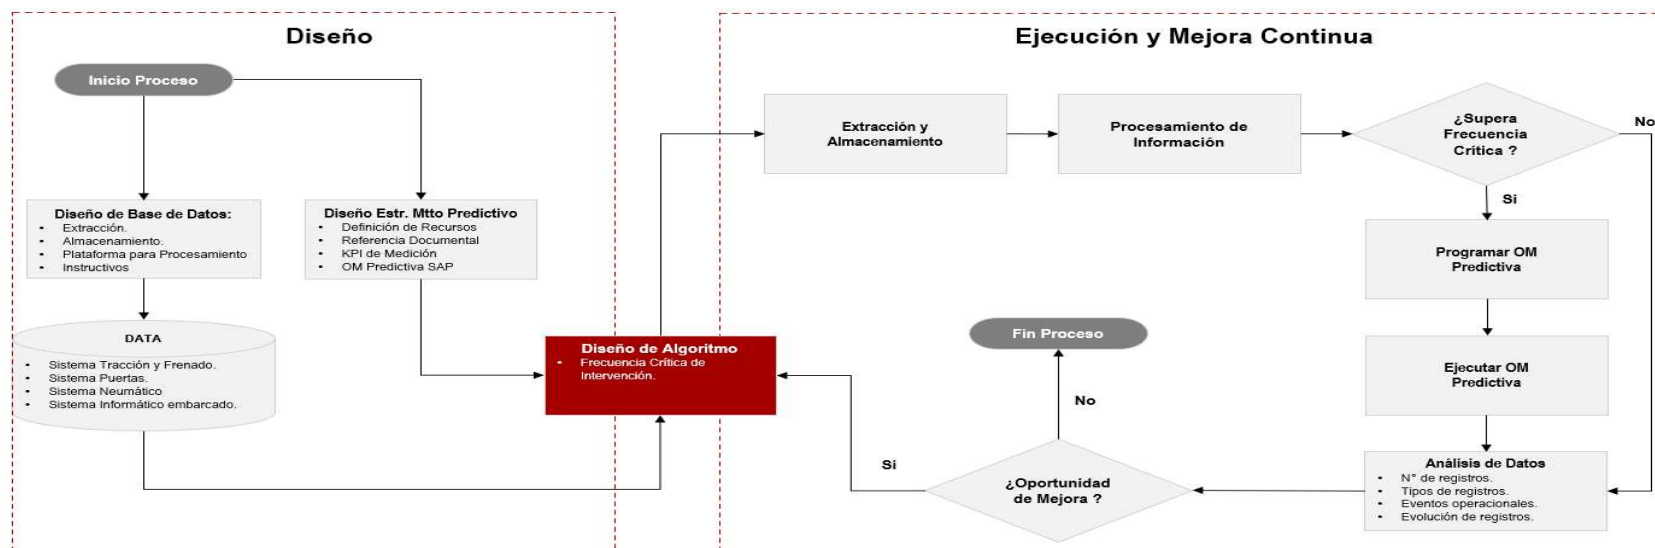 Diseño
Inicio Proceso
Diseño de Base de Datos:
• Extracción.
• Almacenamiento.
• Plataforma para Procesamiento
• Instructivos
Diseño Estr. Mtto Predictivo
• Definición de Recursos
• Referencia Documental
• KPI de Medición
• OM Predictiva SAP
DATA
• Sistema Tracción y Frenado.
• Sistema Puertas.
• Sistema Neumático
• Sistema Informático embarcado.
Diseño de Algoritmo
• Frecuencia Crítica de
Intervención.
Ejecución y Mejora Continua
Extracción y
Almacenamiento
Procesamiento de
Información
¿Supera
Frecuencia
Crítica ?
No
Si
Programar OM
Predictiva
Ejecutar OM
Predictiva
Análisis de Datos
• N° de registros.
• Tipos de registros.
• Eventos operacionales.
• Evolución de registros.
¿Oportunidad
de Mejora ?
Si
No
Fin Proceso